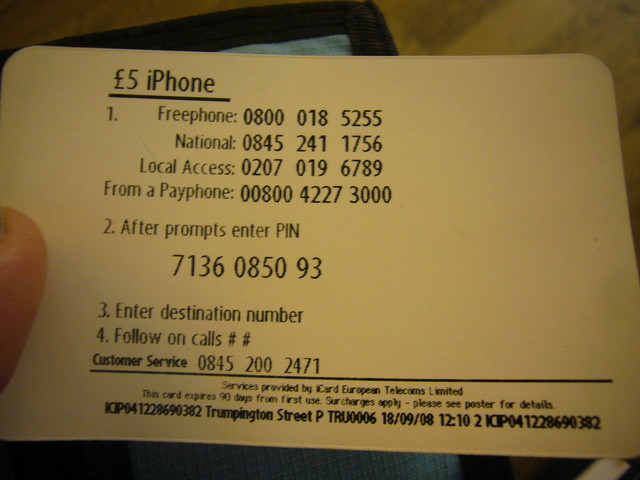 £5 iPhone
1. Freephone: 0800 018 5255
National: 0845 241 1756
Local Access: 0207 019 6789
From a Payphone: 00800 4227 3000
2. After prompts enter PIN
7136 0850 93
3. Enter destination number
4. Follow on calls # #
Customer Service 0845 200 2471
Services provided by iCard European Telecoms Limited
This card expires 90 days from first use. Surcharges apply - please see poster for details.
KIP041228690382 Trumpington Street P TRU0006 18/09/08 12:10 2 KIP041228690382